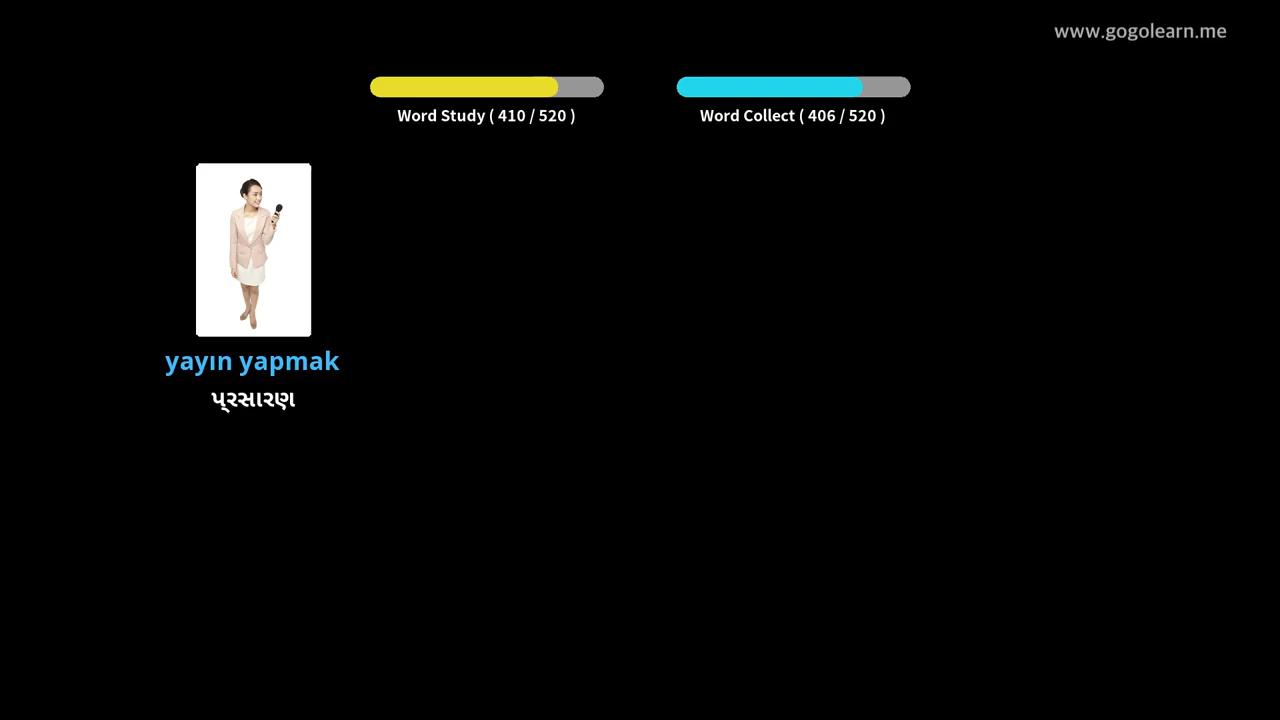 www.gogolearn.me
Word Study ( 410 / 520 )
Word Collect ( 406 / 520 )
yayın yapmak
પ્રસારણ